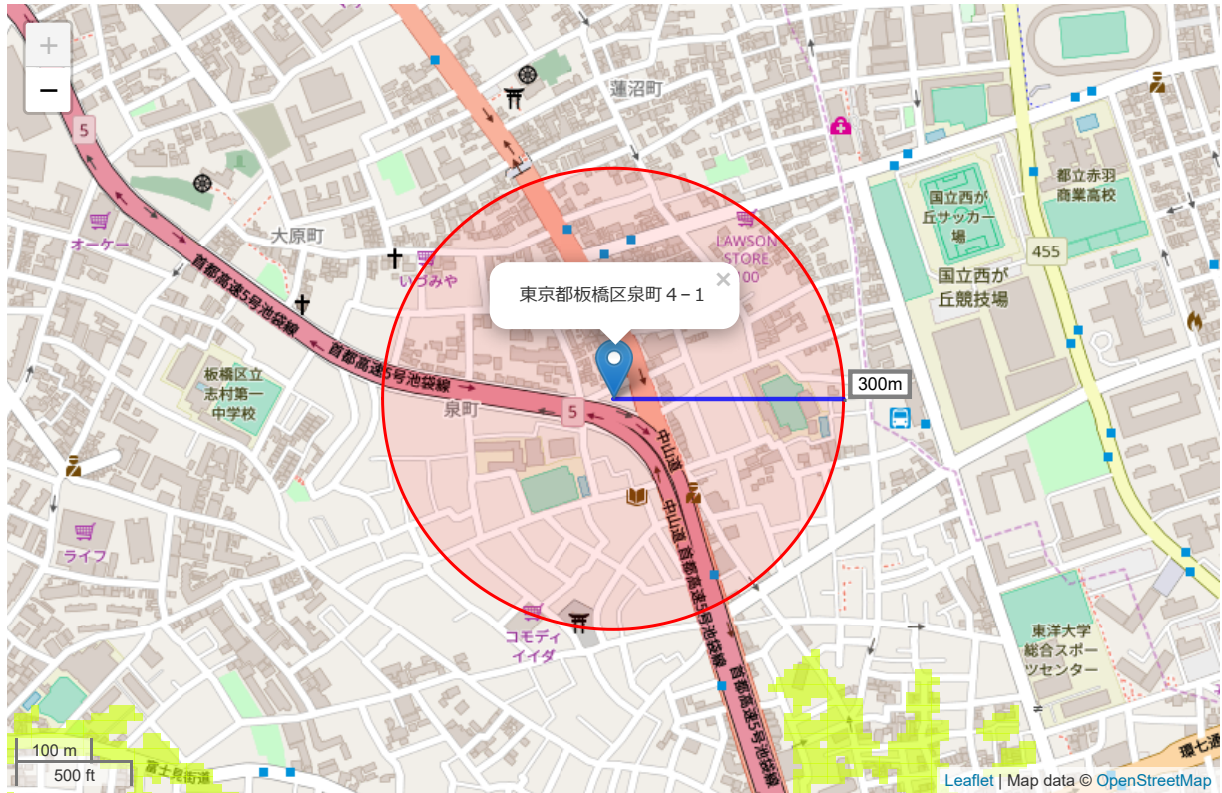 +
−
蓮沼町
5
オーケー
大原町
いづみや
LAWSON
STORE
100
国立西が
丘サッカー
場
都立赤羽
商業高校
455
国立西が
丘競技場
×
東京都板橋区泉町４−１
首都高速5号池袋線
首都高速5号池袋線
300m
板橋区立
志村第一
中学校
泉町
5
中山道
中山道
首都高速5号池袋線
首都高速5号池袋線
ライフ
コモディ
イイダ
東洋大学
総合スポー
ツセンター
環七通
富士見街道
100 m
500 ft
Leaflet | Map data © OpenStreetMap